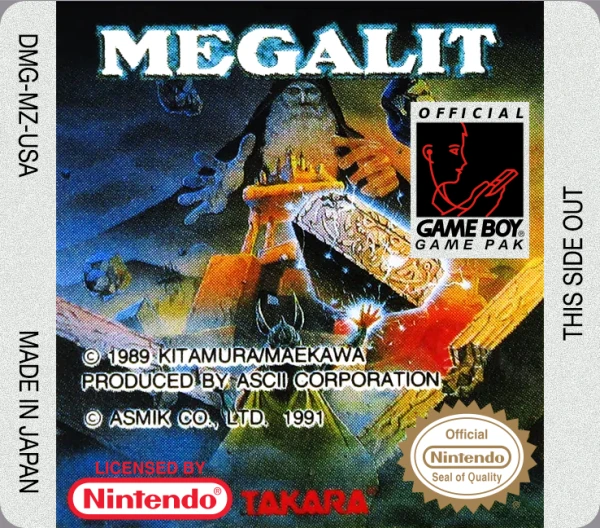 MEGALIT
DMG-MZ-USA
MADE IN JAPAN
OFFICIAL
GAME BOY®
GAME PAK
THIS SIDE OUT
© 1989 KITAMURA/MAEKAWA
PRODUCED BY ASCII CORPORATION
© ASMIK CO., LTD. 1991
LICENSED BY
Nintendo®
TAKARA®
Official
Nintendo
Seal of Quality